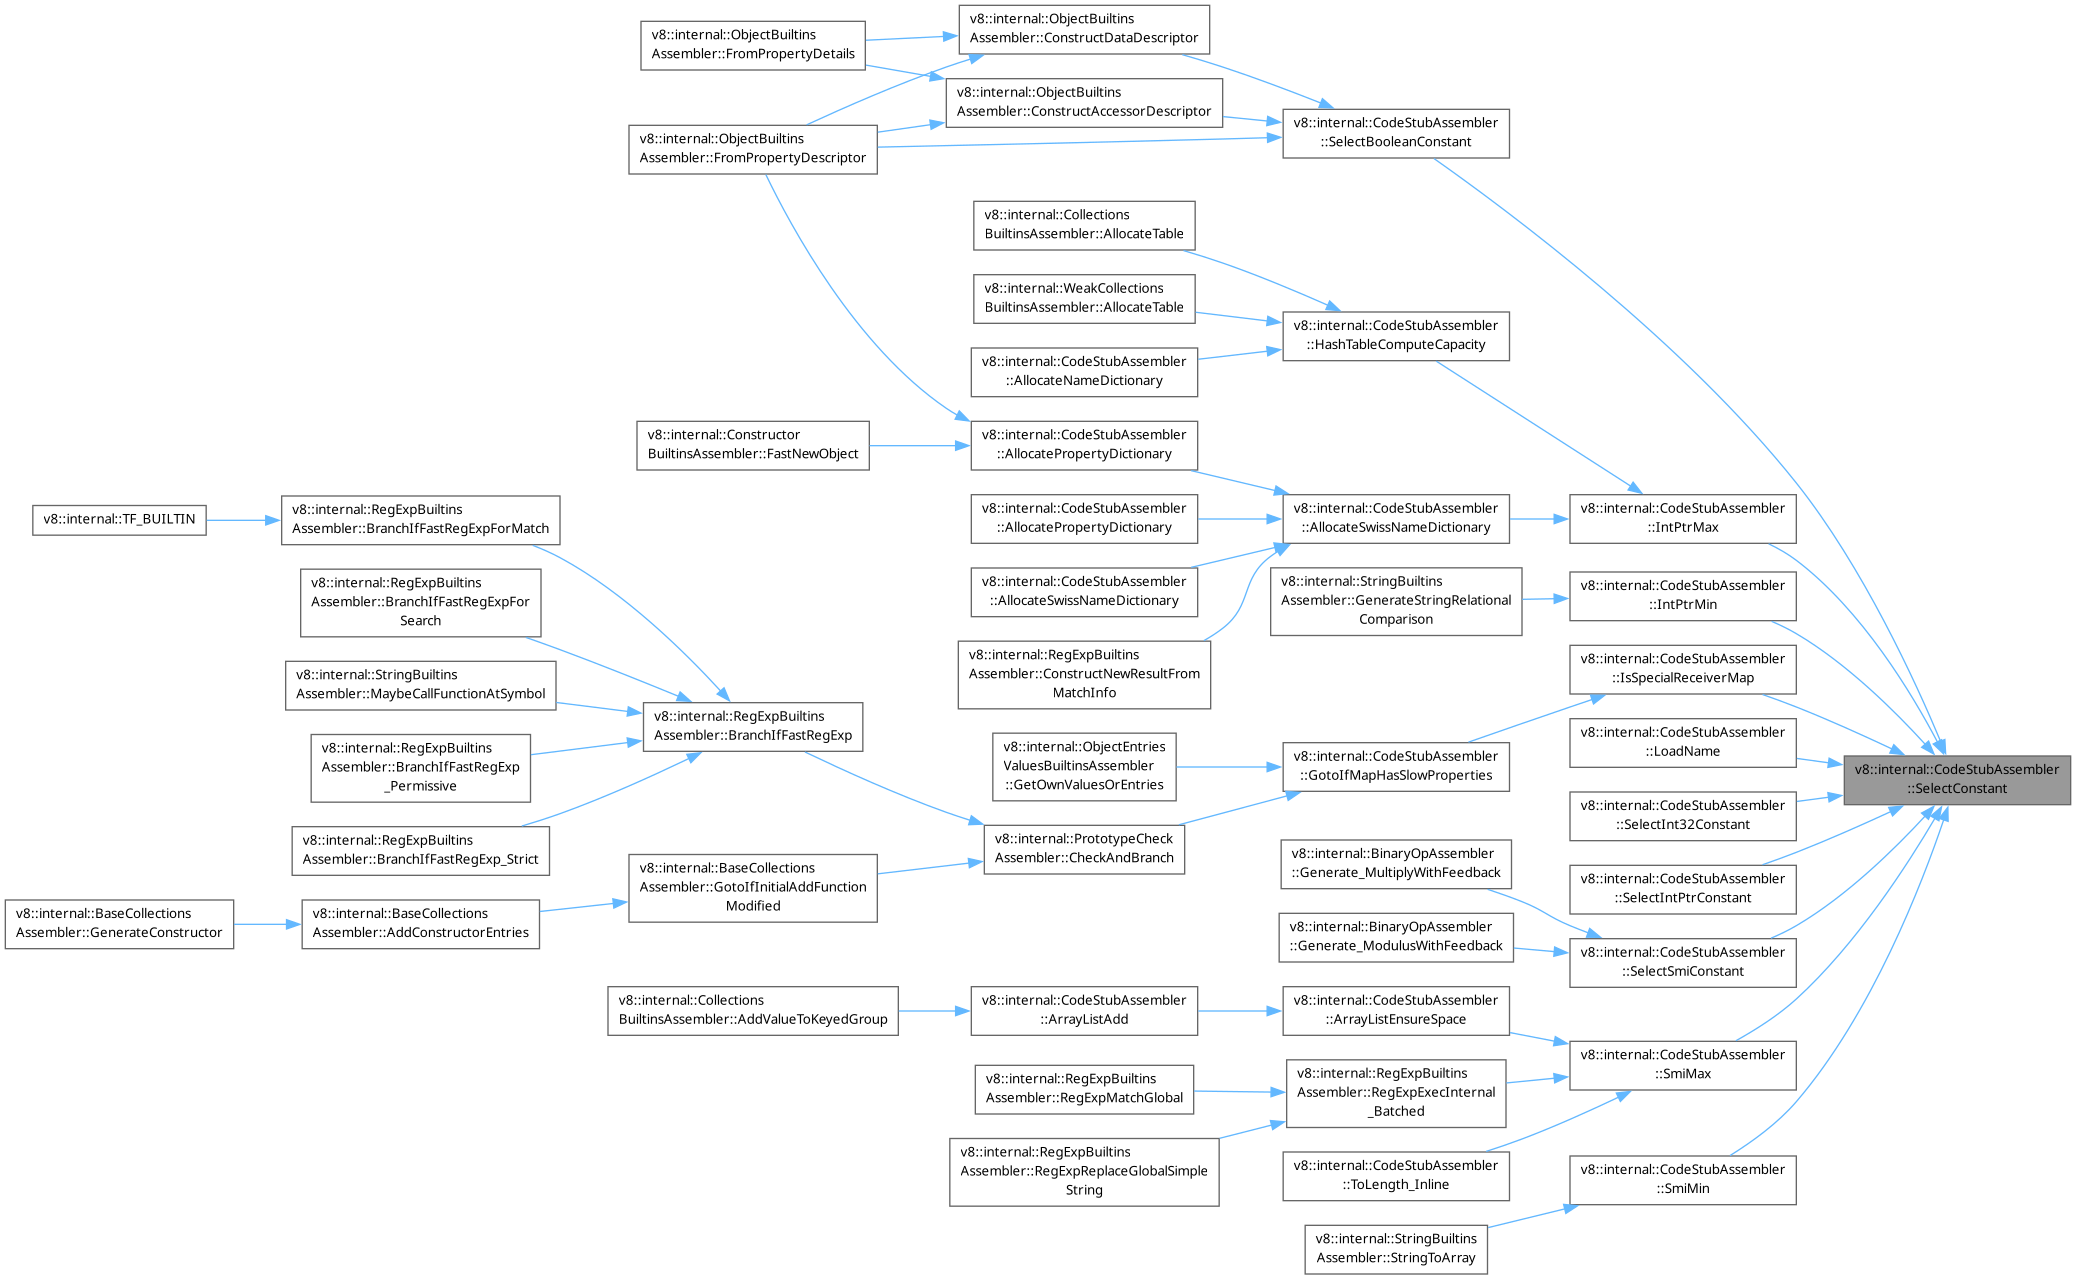 v8::internal::ObjectBuiltins
Assembler::ConstructDataDescriptor
v8::internal::ObjectBuiltins
Assembler::FromPropertyDetails
v8::internal::ObjectBuiltins
Assembler::ConstructAccessorDescriptor
v8::internal::CodeStubAssembler
::SelectBooleanConstant
v8::internal::ObjectBuiltins
Assembler::FromPropertyDescriptor
v8::internal::Collections
BuiltinsAssembler::AllocateTable
v8::internal::WeakCollections
BuiltinsAssembler::AllocateTable
v8::internal::CodeStubAssembler
::HashTableComputeCapacity
v8::internal::CodeStubAssembler
::AllocateNameDictionary
v8::internal::Constructor
BuiltinsAssembler::FastNewObject
v8::internal::CodeStubAssembler
::AllocatePropertyDictionary
v8::internal::TF_BUILTIN
v8::internal::RegExpBuiltins
Assembler::BranchIfFastRegExpForMatch
v8::internal::CodeStubAssembler
::AllocatePropertyDictionary
v8::internal::CodeStubAssembler
::AllocateSwissNameDictionary
v8::internal::CodeStubAssembler
::IntPtrMax
v8::internal::RegExpBuiltins
Assembler::BranchIfFastRegExpFor
Search
v8::internal::CodeStubAssembler
::AllocateSwissNameDictionary
v8::internal::StringBuiltins
Assembler::GenerateStringRelational
Comparison
v8::internal::CodeStubAssembler
::IntPtrMin
v8::internal::StringBuiltins
Assembler::MaybeCallFunctionAtSymbol
v8::internal::RegExpBuiltins
Assembler::ConstructNewResultFrom
MatchInfo
v8::internal::CodeStubAssembler
::IsSpecialReceiverMap
v8::internal::RegExpBuiltins
Assembler::BranchIfFastRegExp
v8::internal::CodeStubAssembler
::LoadName
v8::internal::RegExpBuiltins
Assembler::BranchIfFastRegExp
_Permissive
v8::internal::ObjectEntries
ValuesBuiltinsAssembler
::GetOwnValuesOrEntries
v8::internal::CodeStubAssembler
::GotoIfMapHasSlowProperties
v8::internal::CodeStubAssembler
::SelectConstant
v8::internal::CodeStubAssembler
::SelectInt32Constant
v8::internal::RegExpBuiltins
Assembler::BranchIfFastRegExp_Strict
v8::internal::PrototypeCheck
Assembler::CheckAndBranch
v8::internal::BinaryOpAssembler
::Generate_MultiplyWithFeedback
v8::internal::BaseCollections
Assembler::GotoIfInitialAddFunction
Modified
v8::internal::CodeStubAssembler
::SelectIntPtrConstant
v8::internal::BaseCollections
Assembler::GenerateConstructor
v8::internal::BaseCollections
Assembler::AddConstructorEntries
v8::internal::BinaryOpAssembler
::Generate_ModulusWithFeedback
v8::internal::CodeStubAssembler
::SelectSmiConstant
v8::internal::Collections
BuiltinsAssembler::AddValueToKeyedGroup
v8::internal::CodeStubAssembler
::ArrayListAdd
v8::internal::CodeStubAssembler
::ArrayListEnsureSpace
v8::internal::CodeStubAssembler
::SmiMax
v8::internal::RegExpBuiltins
Assembler::RegExpMatchGlobal
v8::internal::RegExpBuiltins
Assembler::RegExpExecInternal
_Batched
v8::internal::RegExpBuiltins
Assembler::RegExpReplaceGlobalSimple
String
v8::internal::CodeStubAssembler
::ToLength_Inline
v8::internal::CodeStubAssembler
::SmiMin
v8::internal::StringBuiltins
Assembler::StringToArray